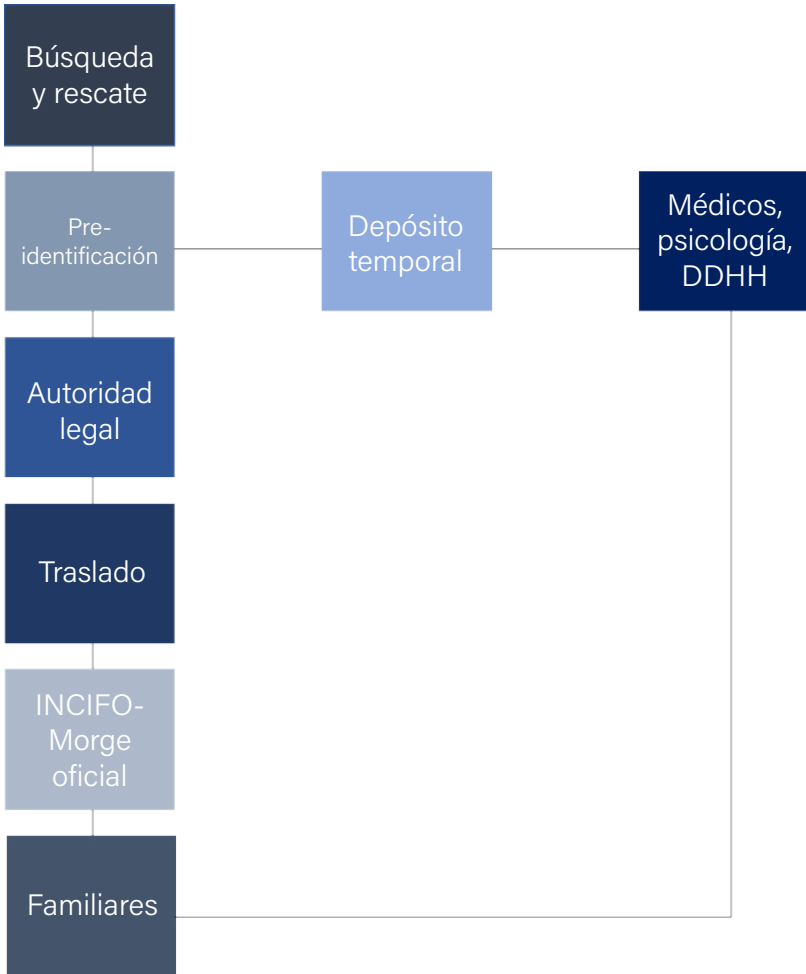 Búsqueda
y rescate
Pre-
identificación
Depósito
temporal
Médicos,
psicología,
DDHH
Autoridad
legal
Traslado
INCIFO-
Morge
oficial
Familiares